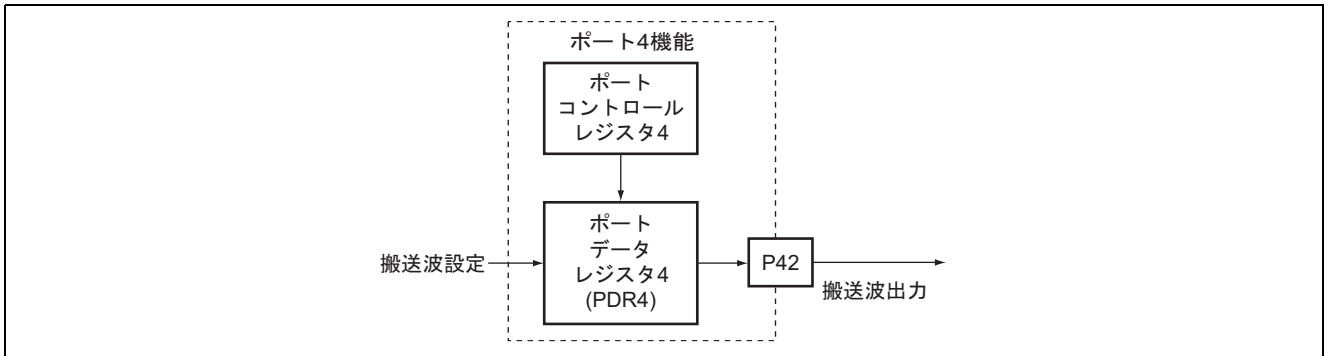 ポート4機能
ポート
コントロール
レジスタ4
ポート
データ
レジスタ4
(PDR4)
搬送波設定
P42
搬送波出力